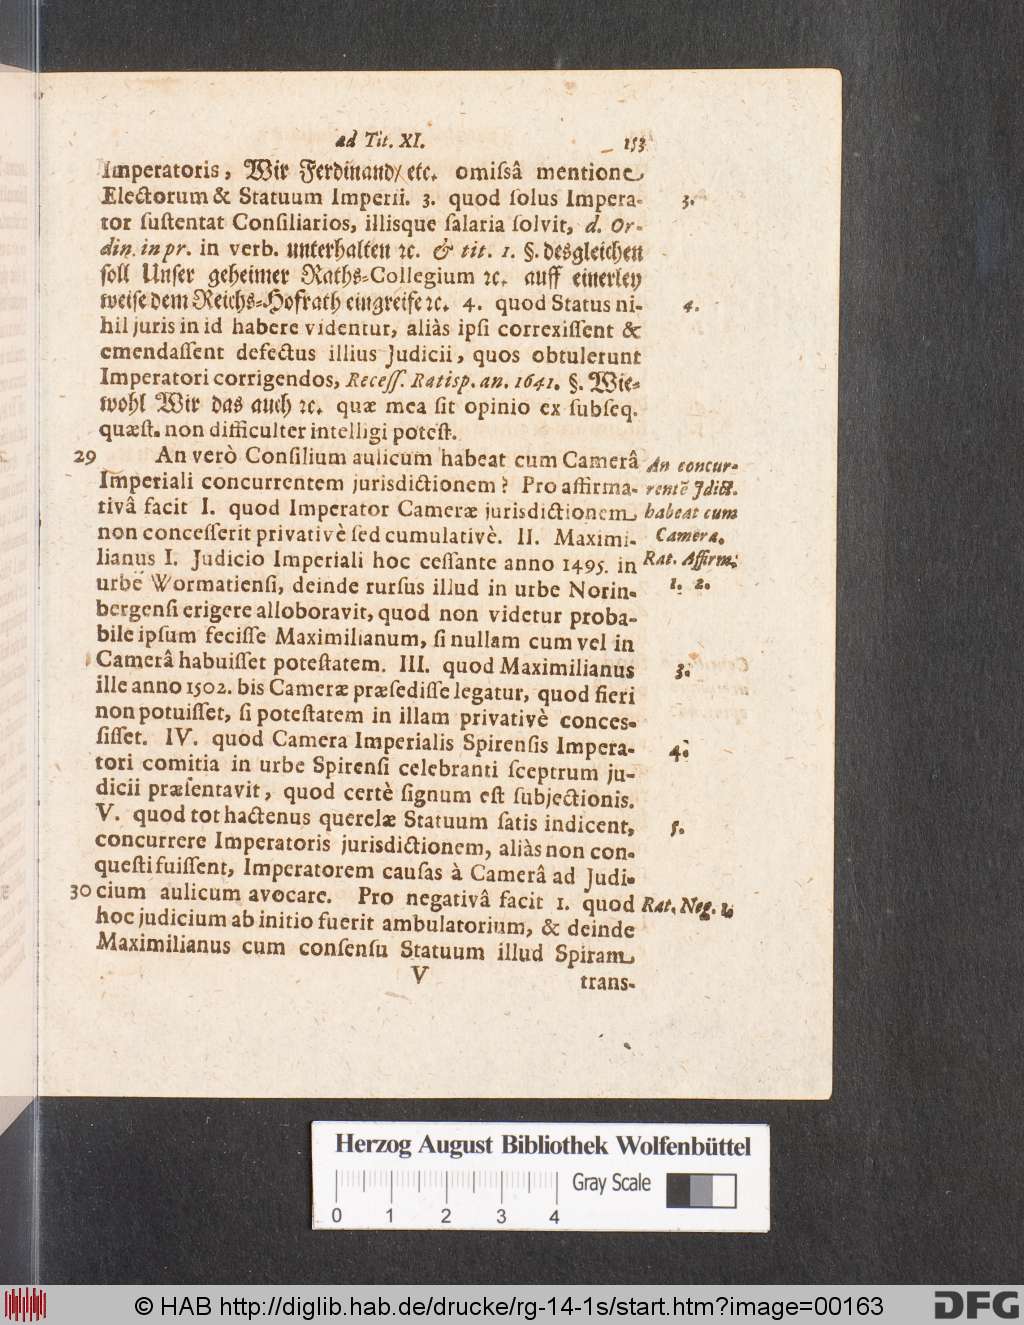 ad Tit. XI. 153
Imperatoris, Wir Ferdinand/ etc. omiſsâ mentione
Electorum & Statuum Imperii. 3. quod ſolus Impera- 3.
tor ſuſtentat Conſiliarios, illisque ſalaria ſolvit, d. Or-
din. in pr. in verb. unterhalten ꝛc. & tit. 1. §. desgleichen
ſoll Unſer geheimer Raths-Collegium ꝛc. auff einerley
weiſe dem Reichs-Hofrath eingreife ꝛc. 4. quod Status ni- 4.
hil juris in id habere videntur, aliàs ipſi correxiſſent &
emendaſſent defectus illius Judicii, quos obtulerunt
Imperatori corrigendos, Receſſ. Ratisp. an. 1641. §. Wie-
wohl Wir das auch ꝛc. quæ mea ſit opinio ex ſubſeq.
quæſt. non difficulter intelligi poteſt.
29 An verò Conſilium aulicum habeat cum Camerâ An concur-
Imperiali concurrentem jurisdictionem? Pro affirma- rentē Jdict.
tivâ facit I. quod Imperator Cameræ jurisdictionem habeat cum
non conceſſerit privativè ſed cumulativè. II. Maximi- Camera.
lianus I. Judicio Imperiali hoc ceſſante anno 1495. in Rat. Affirm:
urbe Wormatienſi, deinde rurſus illud in urbe Norin- 1. 2.
bergenſi erigere alloboravit, quod non videtur proba-
bile ipſum feciſſe Maximilianum, ſi nullam cum vel in
Camerâ habuiſſet poteſtatem. III. quod Maximilianus 3.
ille anno 1502. bis Cameræ præſediſſe legatur, quod fieri
non potuiſſet, ſi poteſtatem in illam privativè conces-
ſiſſet. IV. quod Camera Imperialis Spirenſis Impera- 4.
tori comitia in urbe Spirenſi celebranti ſceptrum ju-
dicii præſentavit, quod certè ſignum eſt ſubjectionis.
V. quod tot hactenus querelæ Statuum ſatis indicent, 5.
concurrere Imperatoris jurisdictionem, aliàs non con-
queſti fuiſſent, Imperatorem cauſas à Camerâ ad Judi-
30 cium aulicum avocare. Pro negativâ facit 1. quod Rat. Neg. 1.
hoc judicium ab initio fuerit ambulatorium, & deinde
Maximilianus cum conſenſu Statuum illud Spiram
V trans-
Herzog August Bibliothek Wolfenbüttel
0 1 2 3 4 Gray Scale
© HAB http://diglib.hab.de/drucke/rg-14-1s/start.htm?image=00163 DFG